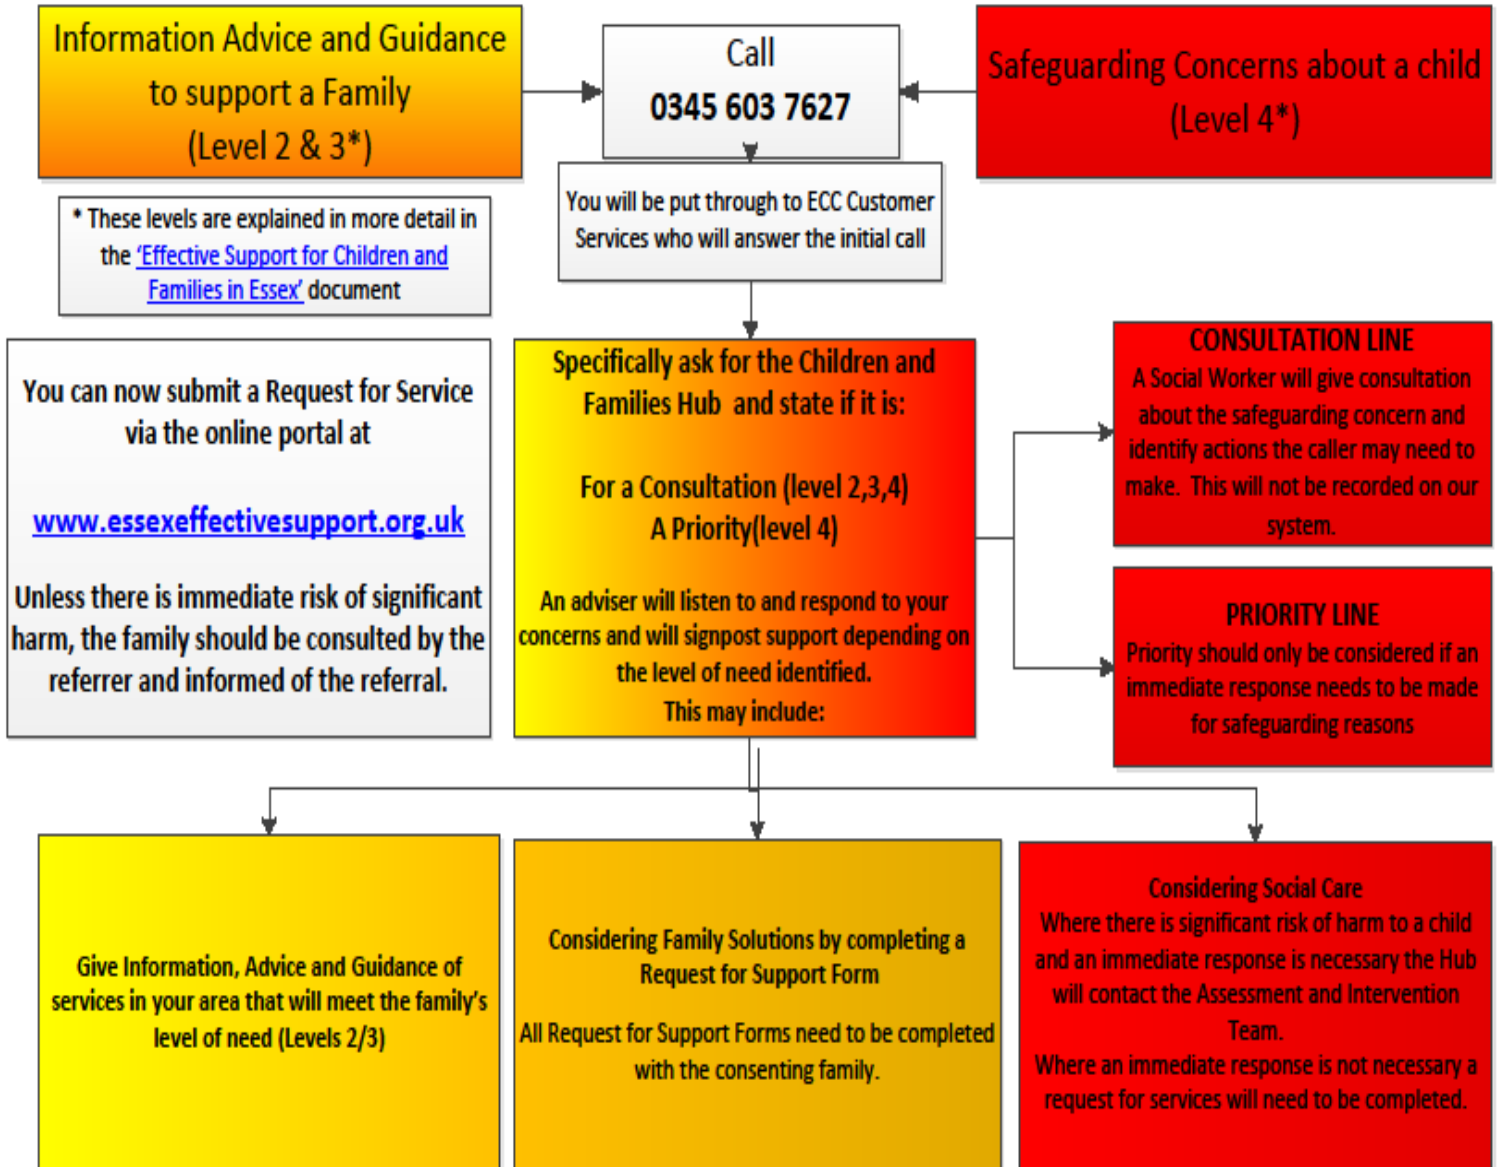 Information Advice and Guidance
to support a Family
(Level 2 & 3*)
Call
0345 603 7627
Safeguarding Concerns about a child
(Level 4*)
You will be put through to ECC Customer
Services who will answer the initial call
* These levels are explained in more detail in
the ‘Effective Support for Children and
Families in Essex’ document
You can now submit a Request for Service
via the online portal at
www.essexeffectivesupport.org.uk
Unless there is immediate risk of significant
harm, the family should be consulted by the
referrer and informed of the referral.
Specifically ask for the Children and
Families Hub and state if it is:
For a Consultation (level 2,3,4)
A Priority(level 4)
An adviser will listen to and respond to your
concerns and will signpost support depending on
the level of need identified.
This may include:
CONSULTATION LINE
A Social Worker will give consultation
about the safeguarding concern and
identify actions the caller may need to
make. This will not be recorded on our
system.
PRIORITY LINE
Priority should only be considered if an
immediate response needs to be made
for safeguarding reasons
Give Information, Advice and Guidance of
services in your area that will meet the family’s
level of need (Levels 2/3)
Considering Family Solutions by completing a
Request for Support Form
All Request for Support Forms need to be completed
with the consenting family.
Considering Social Care
Where there is significant risk of harm to a child
and an immediate response is necessary the Hub
will contact the Assessment and Intervention
Team.
Where an immediate response is not necessary a
request for services will need to be completed.